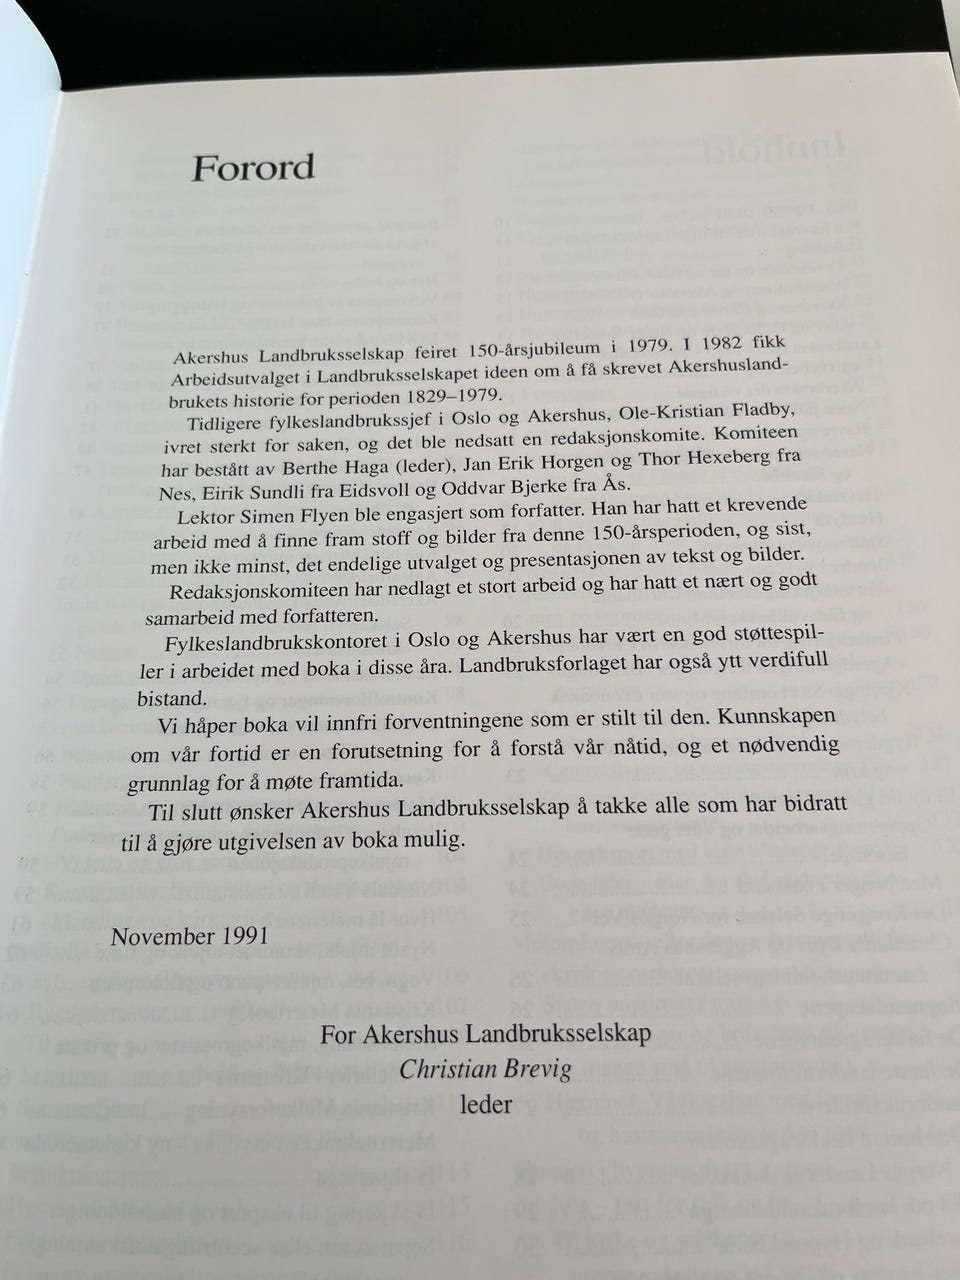 Forord
Akershus Landbruksselskap feiret 150-årsjubileum i 1979. I 1982 fikk
Arbeidsutvalget i Landbruksselskapet ideen om å få skrevet Akershusland-
brukets historie for perioden 1829–1979.
Tidligere fylkeslandbrukssjef i Oslo og Akershus, Ole-Kristian Fladby,
ivret sterkt for saken, og det ble nedsatt en redaksjonskomite. Komiteen
har bestått av Berthe Haga (leder), Jan Erik Horgen og Thor Hexeberg fra
Nes, Eirik Sundli fra Eidsvoll og Oddvar Bjerke fra Ås.
Lektor Simen Flyen ble engasjert som forfatter. Han har hatt et krevende
arbeid med å finne fram stoff og bilder fra denne 150-årsperioden, og sist,
men ikke minst, det endelige utvalget og presentasjonen av tekst og bilder.
Redaksjonskomiteen har nedlagt et stort arbeid og har hatt et nært og godt
samarbeid med forfatteren.
Fylkeslandbrukskontoret i Oslo og Akershus har vært en god støttespil-
ler i arbeidet med boka i disse åra. Landbruksforlaget har også ytt verdifull
bistand.
Vi håper boka vil innfri forventningene som er stilt til den. Kunnskapen
om vår fortid er en forutsetning for å forstå vår nåtid, og et nødvendig
grunnlag for å møte framtida.
Til slutt ønsker Akershus Landbruksselskap å takke alle som har bidratt
til å gjøre utgivelsen av boka mulig.
November 1991
For Akershus Landbruksselskap
Christian Brevig
leder